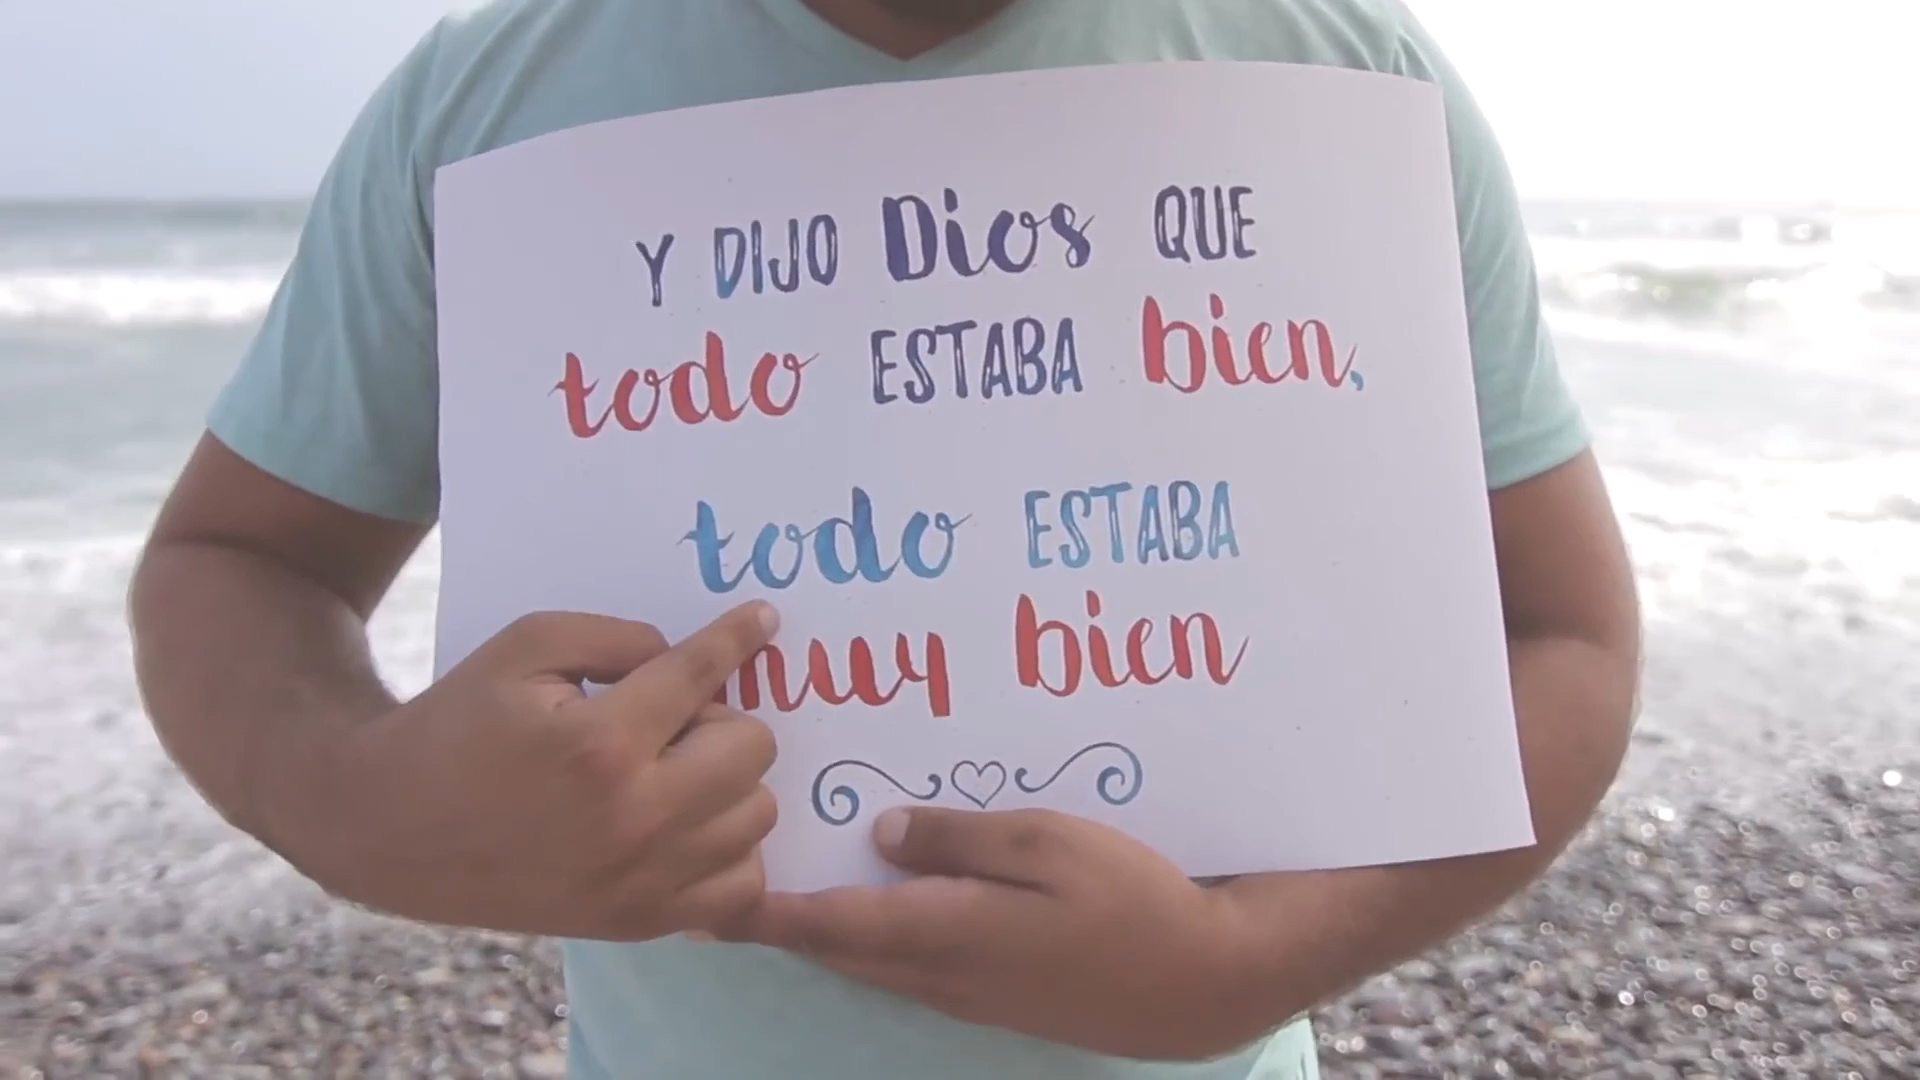 Y DIJO Dios QUE
todo ESTABA bien,
todo ESTABA
muy bien